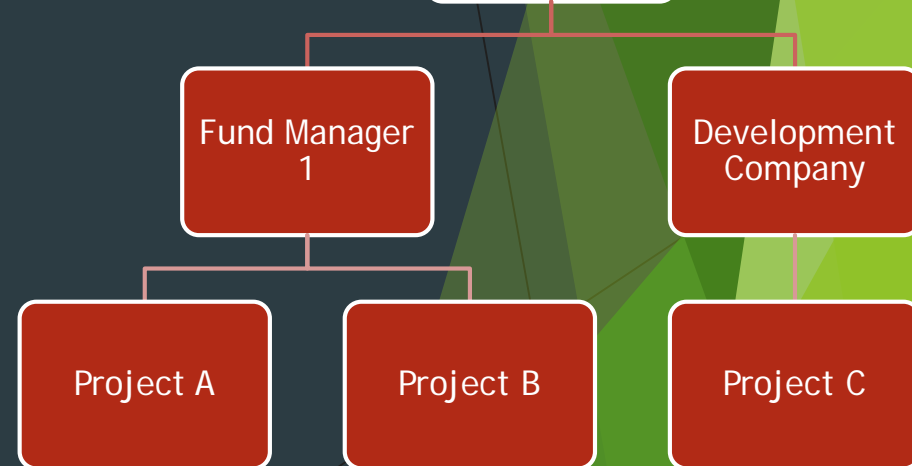 Fund Manager
1
Development
Company
Project A
Project B
Project C